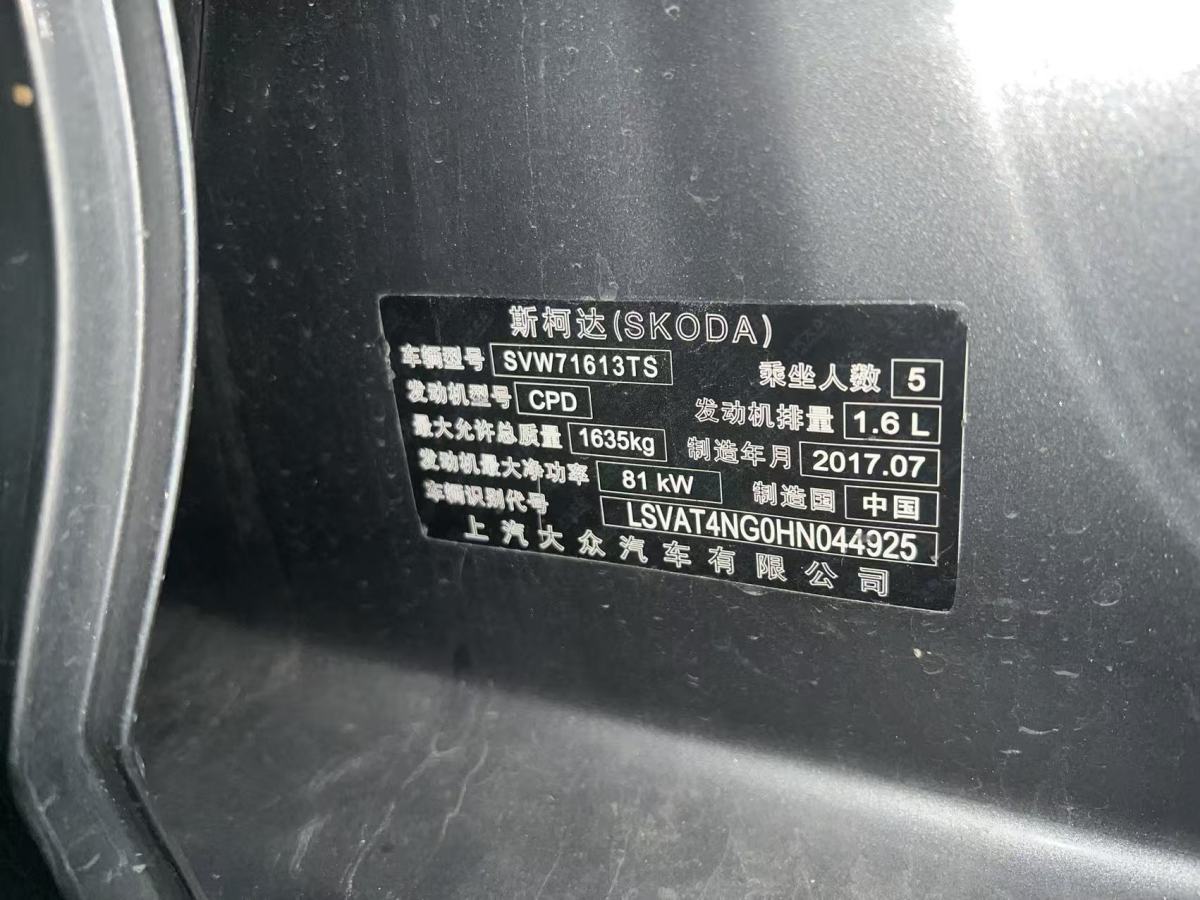 斯柯达(SKODA)
车辆型号 SVW71613TS 乘坐人数 5
发动机型号 CPD 发动机排量 1.6 L
最大允许总质量 1635kg 制造年月 2017.07
发动机最大净功率 81 kW 制造国 中国
车辆识别代号 LSVAT4NG0HN044925
上汽大众汽车有限公司